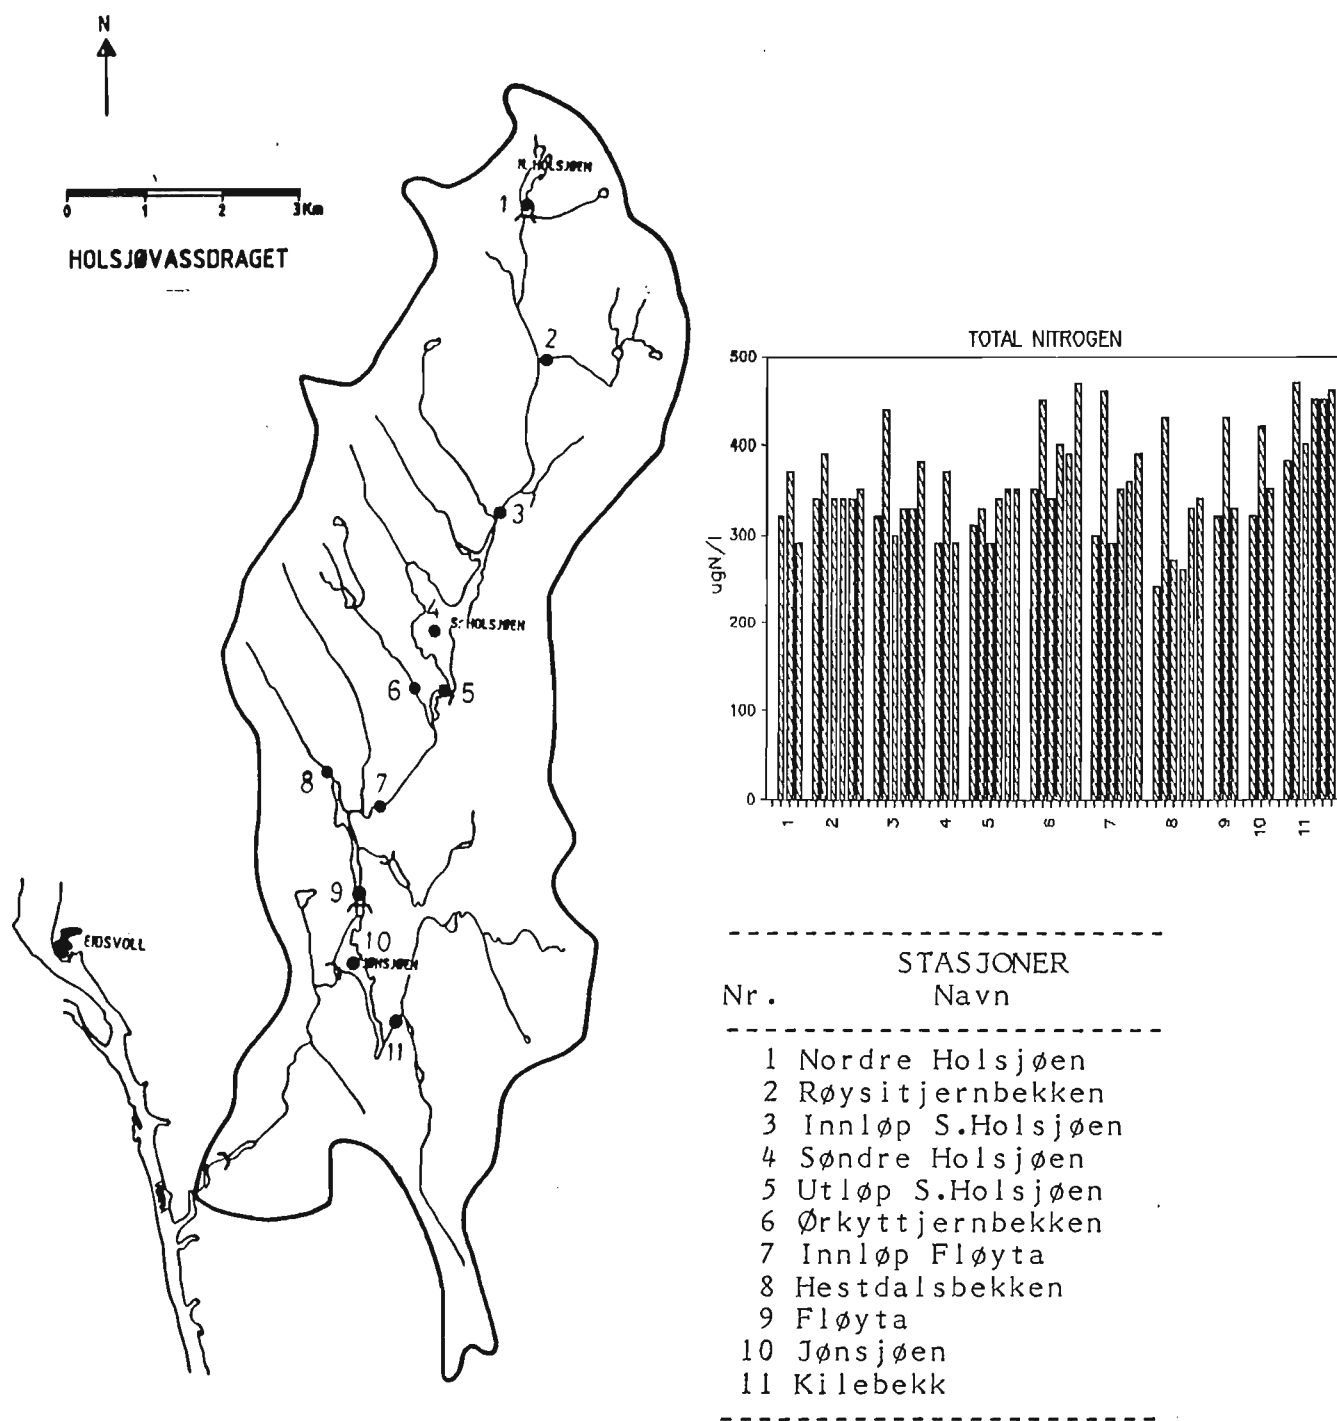 N
N. HOLSJØEN
0 1 2 3 Km
HOLSJØVASSDRAGET
1
2
3
4
S. HOLSJØEN
6
5
8
7
9
10
JØNSJØEN
11
EIDSVOLL
TOTAL NITROGEN
500
400
300
200
100
0
ugN/l
1 2 3 4 5 6 7 8 9 10 11
STASJONER
Nr. Navn
1 Nordre Holsjøen
2 Røysitjernbekken
3 Innløp S.Holsjøen
4 Søndre Holsjøen
5 Utløp S.Holsjøen
6 Ørkyttjernbekken
7 Innløp Fløyta
8 Hestdalsbekken
9 Fløyta
10 Jønsjøen
11 Kilebekk